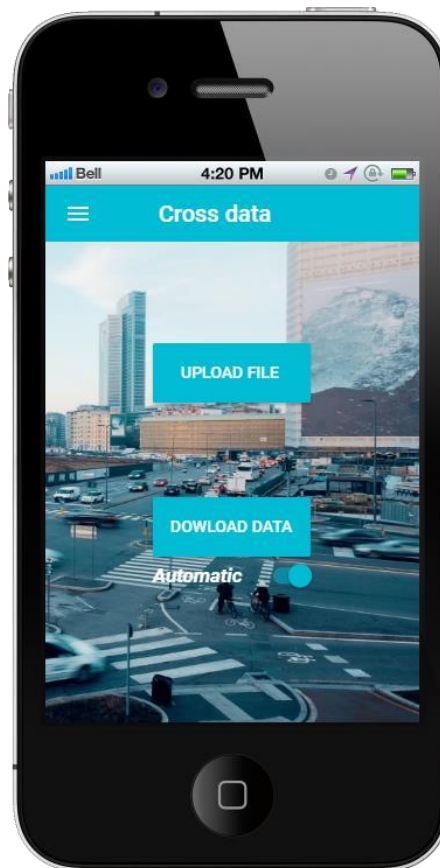 Bell 4:20 PM
Cross data
UPLOAD FILE
DOWLOAD DATA
Automatic